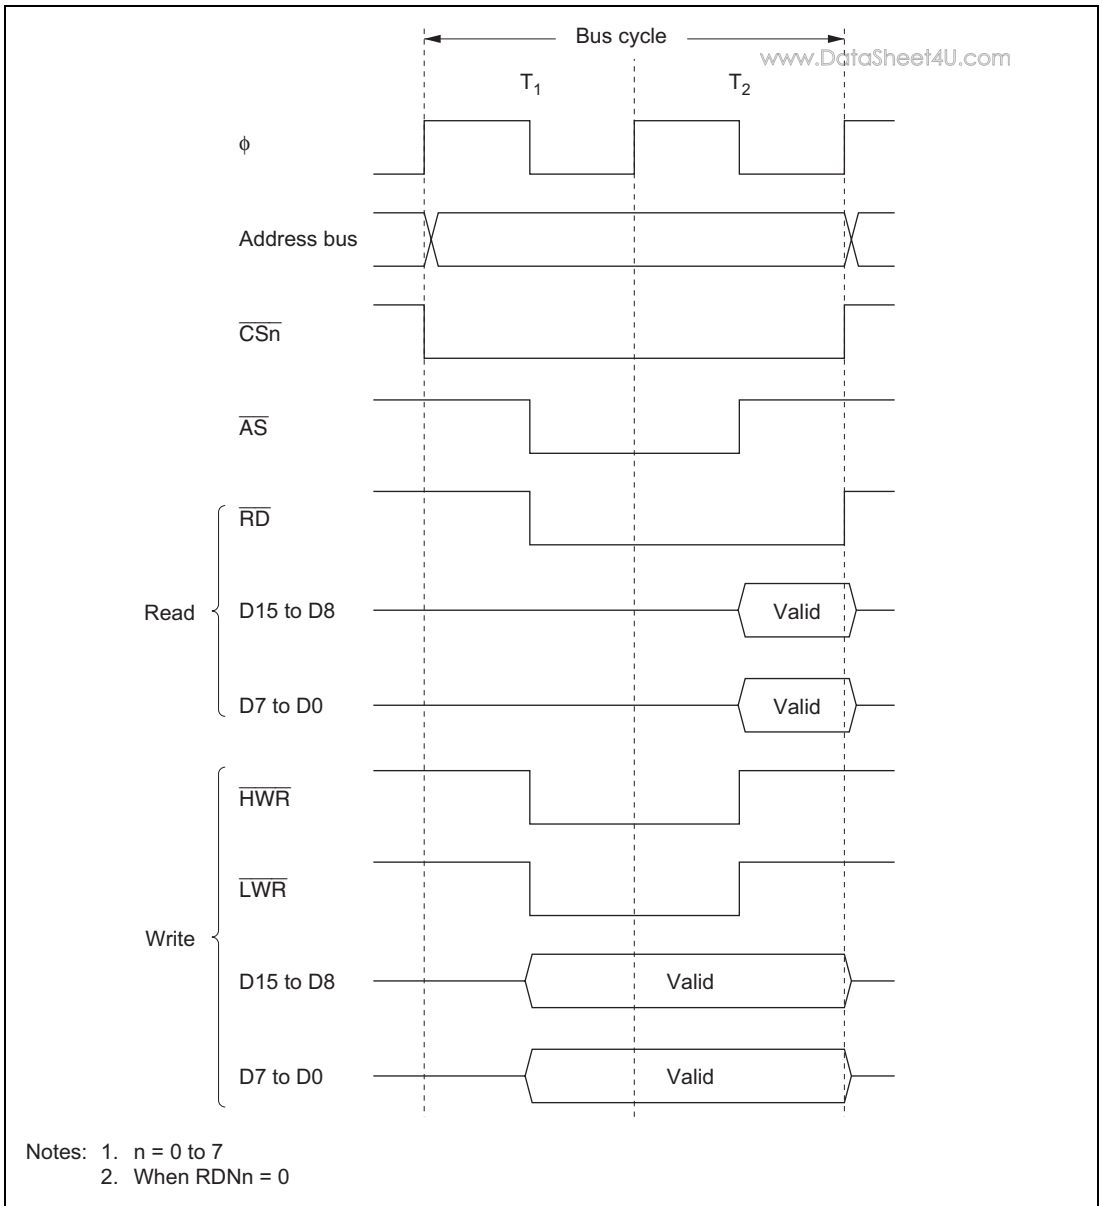 Bus cycle
www.DataSheet4U.com
T1 T2
φ
Address bus
CSn
AS
RD
Read
D15 to D8 Valid
D7 to D0 Valid
HWR
LWR
Write
D15 to D8 Valid
D7 to D0 Valid
Notes: 1. n = 0 to 7
2. When RDNn = 0